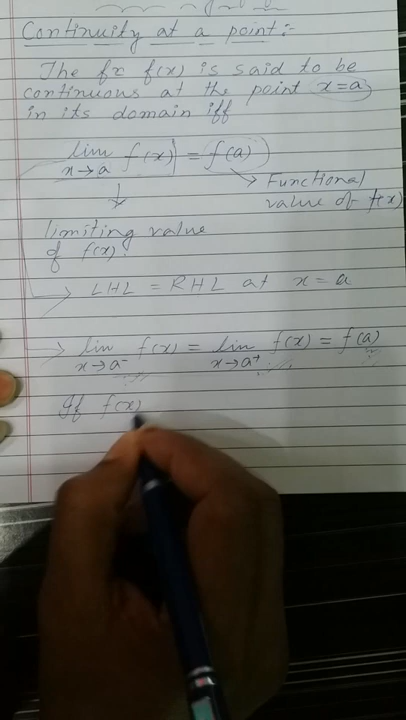 Continuity at a point:-
The fx f(x) is said to be
continuous at the point x=a
in its domain iff
lim x→a f(x) = f(a)
→ Functional
value of f(x)
↓
limiting value
of f(x).
→ LHL = RHL at x = a
→ lim x→a⁻ f(x) = lim x→a⁺ f(x) = f(a)
If f(x)